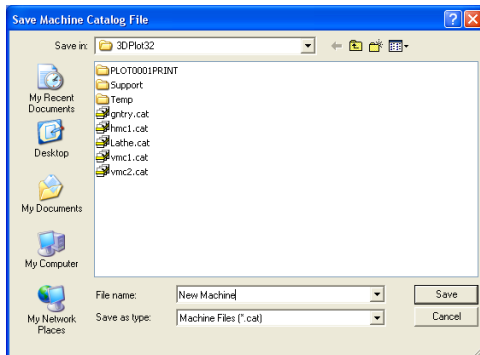 Save Machine Catalog File
Save in:
3DPlot32
PLOT0001PRINT
Support
Temp
gntry.cat
hmc1.cat
Lathe.cat
vmc1.cat
vmc2.cat
My Recent
Documents
Desktop
My Documents
My Computer
My Network
Places
File name:
New Machine
Save
Save as type:
Machine Files (*.cat)
Cancel